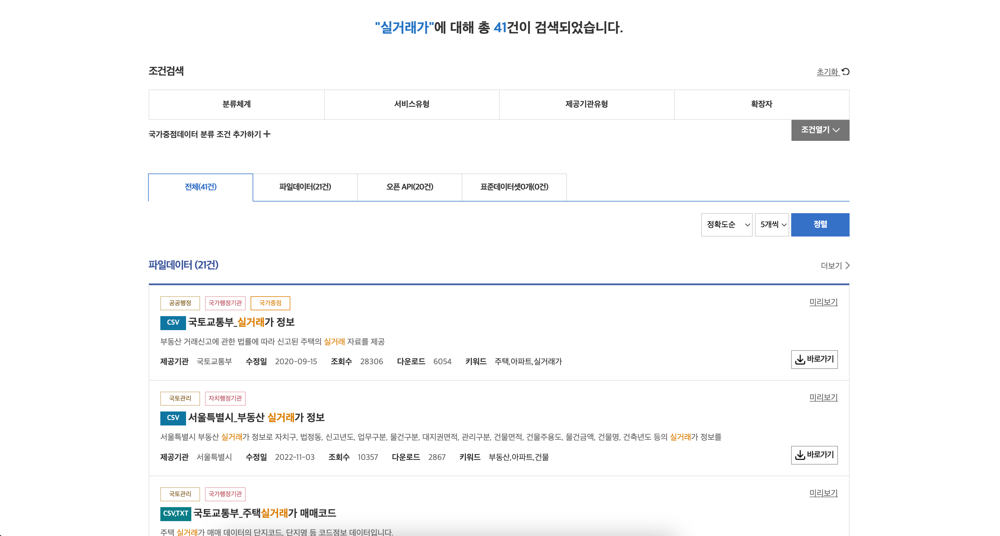 "실거래가"에 대해 총 41건이 검색되었습니다.
조건검색
초기화
분류체계 서비스유형 제공기관유형 확장자
국가중점데이터 분류 조건 추가하기
조건열기
전체(41건) 파일데이터(21건) 오픈 API(20건) 표준데이터셋0개(0건)
정확도순 5개씩 정렬
파일데이터 (21건)
더보기
공공행정 국가행정기관 국가중점
미리보기
CSV 국토교통부_실거래가 정보
부동산 거래신고에 관한 법률에 따라 신고된 주택의 실거래 자료를 제공
제공기관 국토교통부 수정일 2020-09-15 조회수 28306 다운로드 6054 키워드 주택,아파트,실거래가
바로가기
국토관리 자치행정기관
미리보기
CSV 서울특별시_부동산 실거래가 정보
서울특별시 부동산 실거래가 정보로 자치구, 법정동, 신고년도, 업무구분, 물건구분, 대지권면적, 관리구분, 건물면적, 건물주용도, 물건금액, 건물명, 건축년도 등의 실거래가 정보를
제공기관 서울특별시 수정일 2022-11-03 조회수 10357 다운로드 2867 키워드 부동산,아파트,건물
바로가기
국토관리 국가행정기관
미리보기
CSV,TXT 국토교통부_주택실거래가 매매코드
주택 실거래가 매매 데이터의 단지코드, 단지명 등 코드정보 데이터입니다.